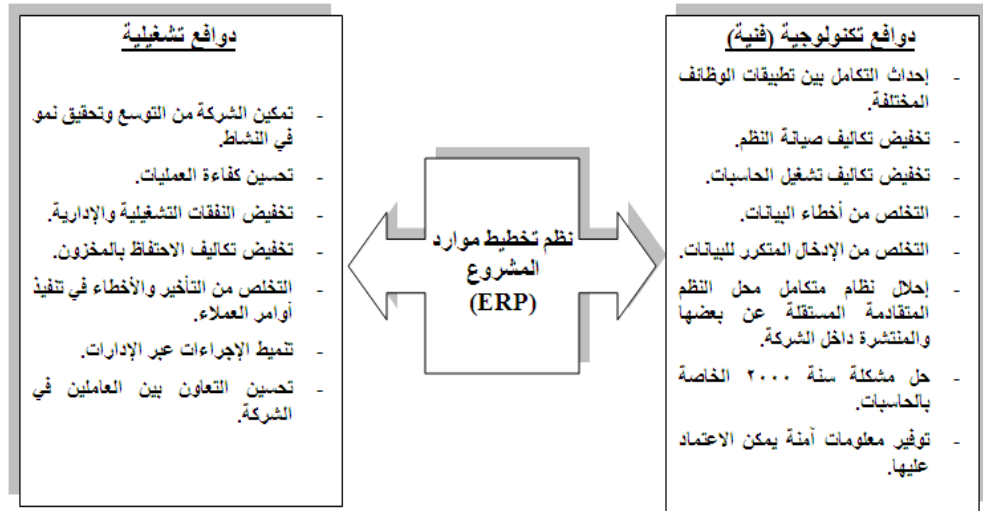 دوافع تكنولوجية (فنية)
- إحداث التكامل بين تطبيقات الوظائف
المختلفة.
- تخفيض تكاليف صيانة النظم.
- تخفيض تكاليف تشغيل الحاسبات.
- التخلص من أخطاء البيانات.
- التخلص من الإدخال المتكرر للبيانات.
- إحلال نظام متكامل محل النظم
المتقادمة المستقلة عن بعضها
والمنتشرة داخل الشركة.
- حل مشكلة سنة ٢٠٠٠ الخاصة
بالحاسبات.
- توفير معلومات آمنة يمكن الاعتماد
عليها.
نظم تخطيط موارد
المشروع
(ERP)
دوافع تشغيلية
- تمكين الشركة من التوسع وتحقيق نمو
في النشاط.
- تحسين كفاءة العمليات.
- تخفيض النفقات التشغيلية والإدارية.
- تخفيض تكاليف الاحتفاظ بالمخزون.
- التخلص من التأخير والأخطاء في تنفيذ
أوامر العملاء.
- تنميط الإجراءات عبر الإدارات.
- تحسين التعاون بين العاملين في
الشركة.